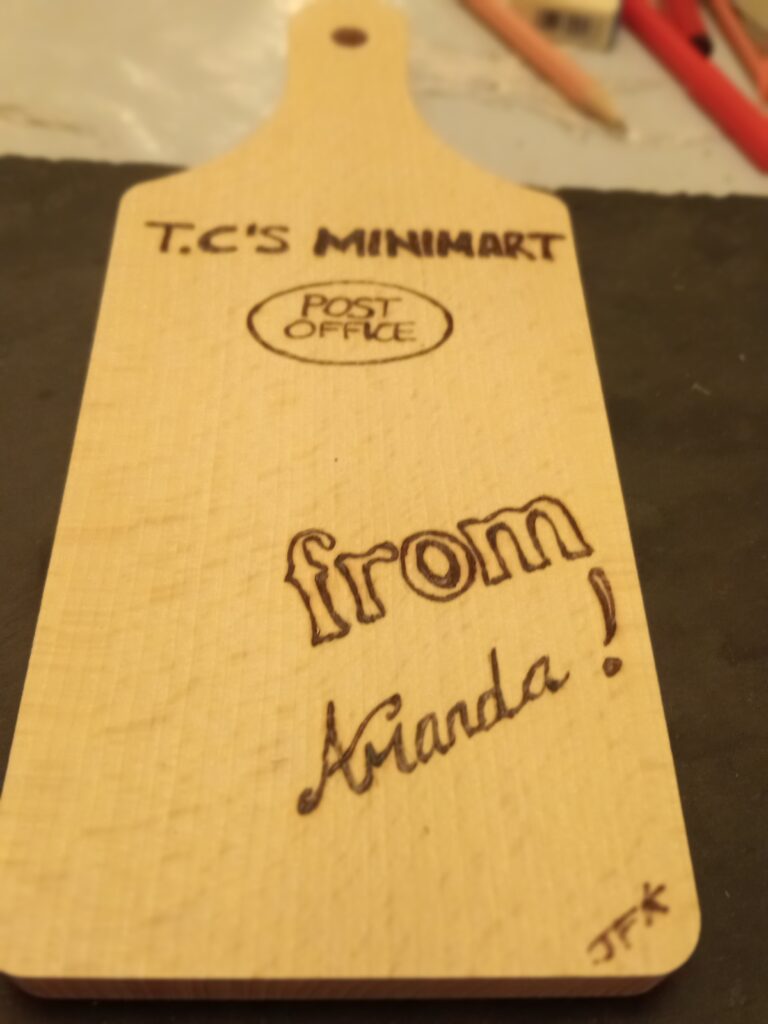 T.C'S MINIMART
POST
OFFICE
from
Amanda!
JFK